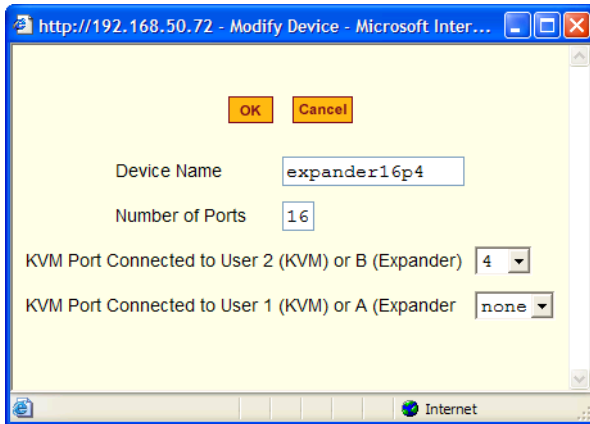 http://192.168.50.72 - Modify Device - Microsoft Inter...
OK Cancel
Device Name expander16p4
Number of Ports 16
KVM Port Connected to User 2 (KVM) or B (Expander) 4
KVM Port Connected to User 1 (KVM) or A (Expander none
Internet